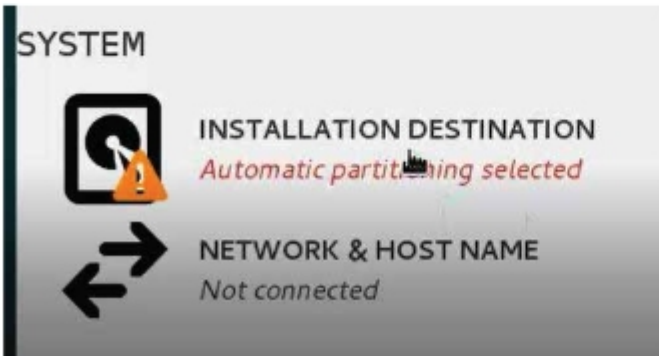 SYSTEM
INSTALLATION DESTINATION
Automatic partitioning selected
NETWORK & HOST NAME
Not connected